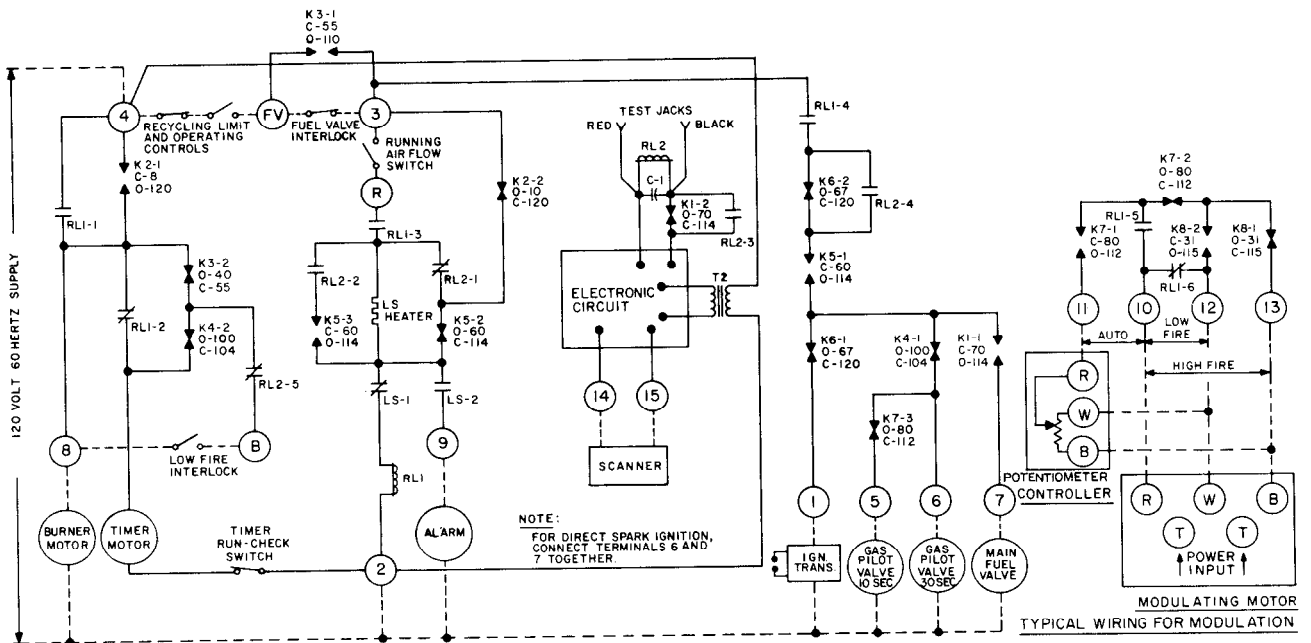 K3-1
C-55
O-110
120 VOLT 60 HERTZ SUPPLY
4
RECYCLING LIMIT
AND OPERATING
CONTROLS
FV
FUEL VALVE
INTERLOCK
3
RUNNING
AIR FLOW
SWITCH
R
K2-1
C-8
O-120
K2-2
O-10
C-120
RL1-1
RL1-2
K3-2
O-40
C-55
K4-2
O-100
C-104
RL2-5
RL1-3
RL2-2
RL2-1
LS
HEATER
K5-3
C-60
O-114
K5-2
O-60
C-114
LS-1
LS-2
8
LOW FIRE
INTERLOCK
B
9
RL1
BURNER
MOTOR
TIMER
MOTOR
TIMER
RUN-CHECK
SWITCH
2
ALARM
TEST JACKS
RED
BLACK
RL2
C-1
K1-2
O-70
C-114
RL2-3
ELECTRONIC
CIRCUIT
T2
14
15
SCANNER
NOTE:
FOR DIRECT SPARK IGNITION,
CONNECT TERMINALS 6 AND
7 TOGETHER.
RL1-4
K6-2
O-67
C-120
RL2-4
K5-1
C-60
O-114
K6-1
O-67
C-120
K4-1
O-100
C-104
K1-1
C-70
O-114
K7-3
O-80
C-112
1
5
6
7
IGN.
TRANS.
GAS
PILOT
VALVE
10 SEC
GAS
PILOT
VALVE
30SEC
MAIN
FUEL
VALVE
K7-2
O-80
C-112
K7-1
C-80
O-112
RL1-5
K8-2
C-31
O-115
K8-1
O-31
C-115
RL1-6
11
10
12
13
AUTO
LOW
FIRE
HIGH FIRE
R
W
B
POTENTIOMETER
CONTROLLER
R
W
B
T
T
POWER
INPUT
MODULATING MOTOR
TYPICAL WIRING FOR MODULATION